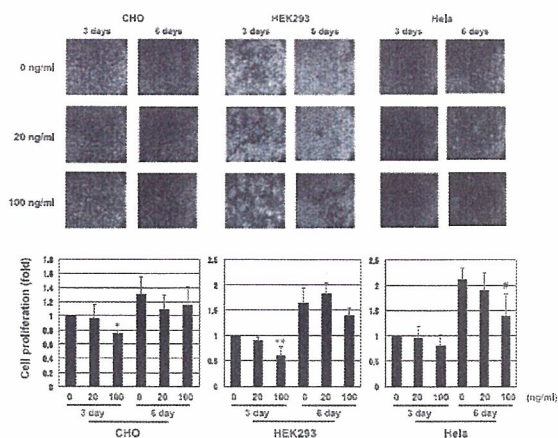 CHO HEK293 Hela
3 days 6 days 3 days 6 days 3 days 6 days
0 ng/ml
20 ng/ml
100 ng/ml
Cell proliferation (fold)
1.8
1.6
1.4
1.2
1
0.8
0.6
0.4
0.2
0
2.5
2
1.5
1
0.5
0
2.5
2
1.5
1
0.5
0
* ** #
0 20 100 0 20 100 0 20 100 0 20 100 0 20 100 0 20 100 (ng/ml)
3 day 6 day 3 day 6 day 3 day 6 day
CHO HEK293 Hela